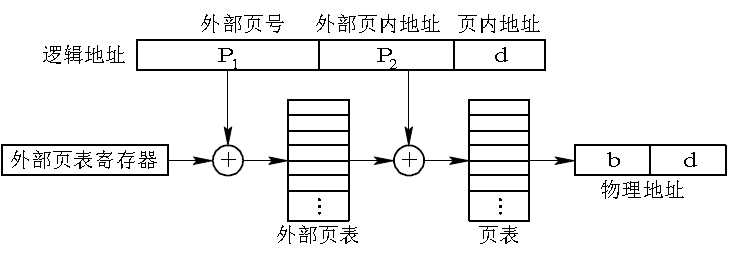 外部页号 外部页内地址 页内地址
逻辑地址 P1 P2 d
外部页表寄存器 + + b d
物理地址
⋮ ⋮
外部页表 页表